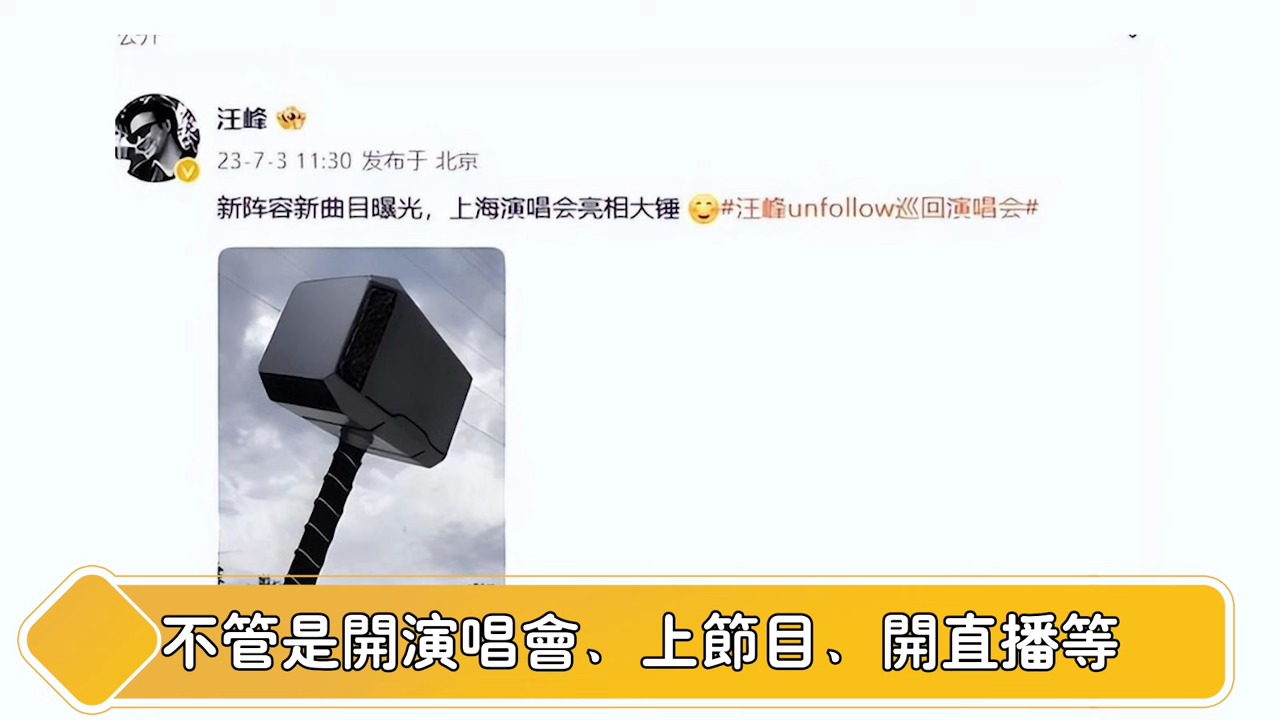 公开
汪峰
23-7-3 11:30 发布于 北京
新阵容新曲目曝光，上海演唱会亮相大锤 #汪峰unfollow巡回演唱会#
不管是開演唱會、上節目、開直播等